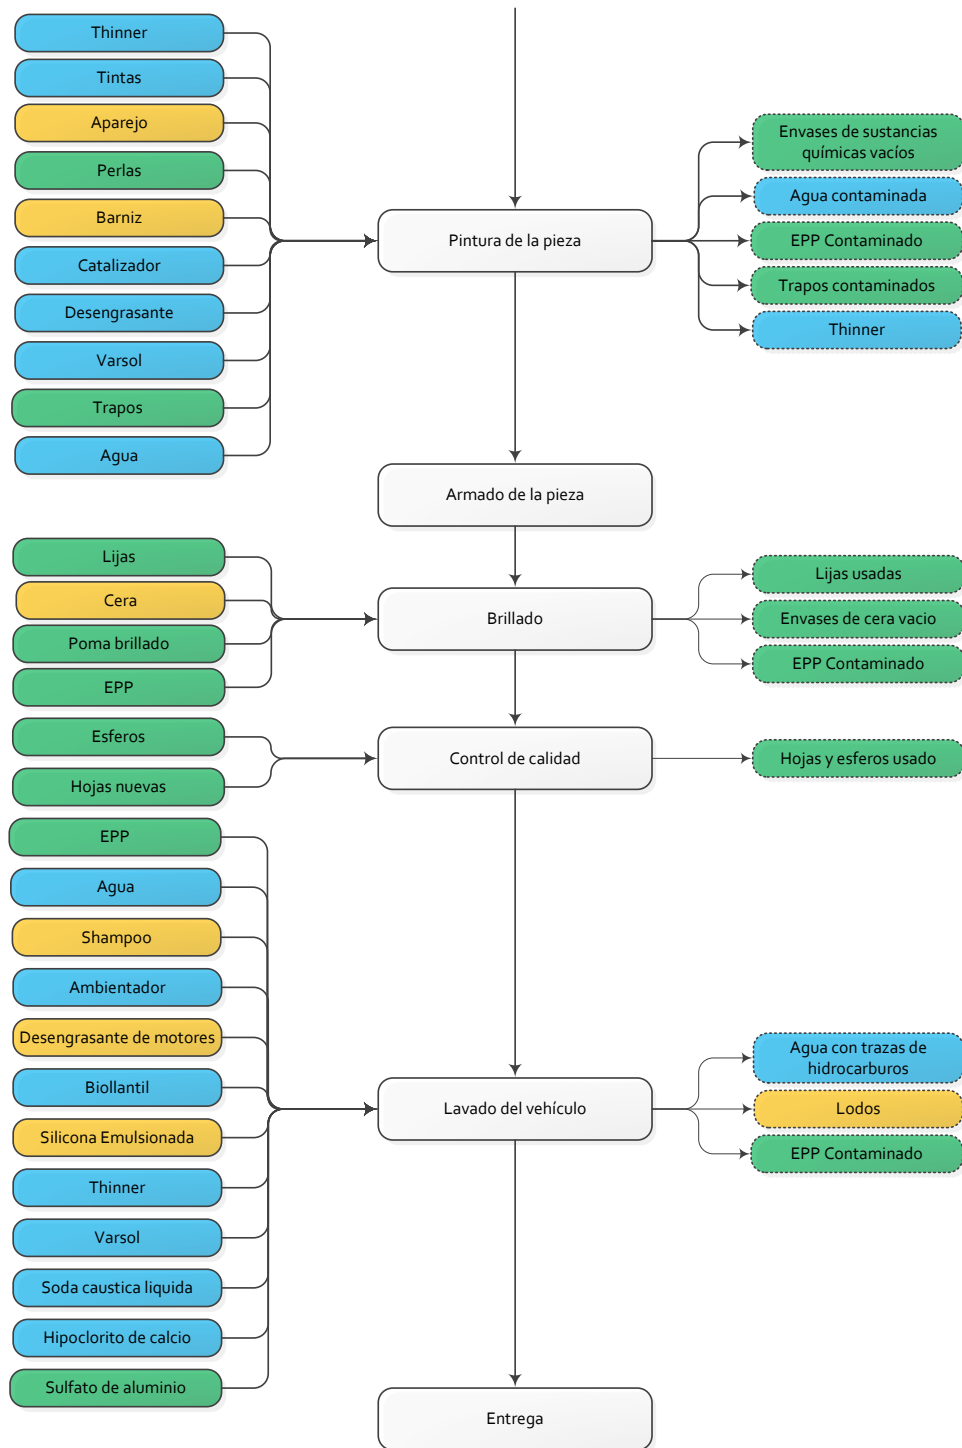 Thinner
Tintas
Aparejo
Perlas
Barniz
Catalizador
Desengrasante
Varsol
Trapos
Agua
Pintura de la pieza
Envases de sustancias
químicas vacíos
Agua contaminada
EPP Contaminado
Trapos contaminados
Thinner
Armado de la pieza
Lijas
Cera
Poma brillado
EPP
Brillado
Lijas usadas
Envases de cera vacio
EPP Contaminado
Esferos
Hojas nuevas
Control de calidad
Hojas y esferos usado
EPP
Agua
Shampoo
Ambientador
Desengrasante de motores
Biollantil
Silicona Emulsionada
Thinner
Varsol
Soda caustica liquida
Hipoclorito de calcio
Sulfato de aluminio
Lavado del vehículo
Agua con trazas de
hidrocarburos
Lodos
EPP Contaminado
Entrega